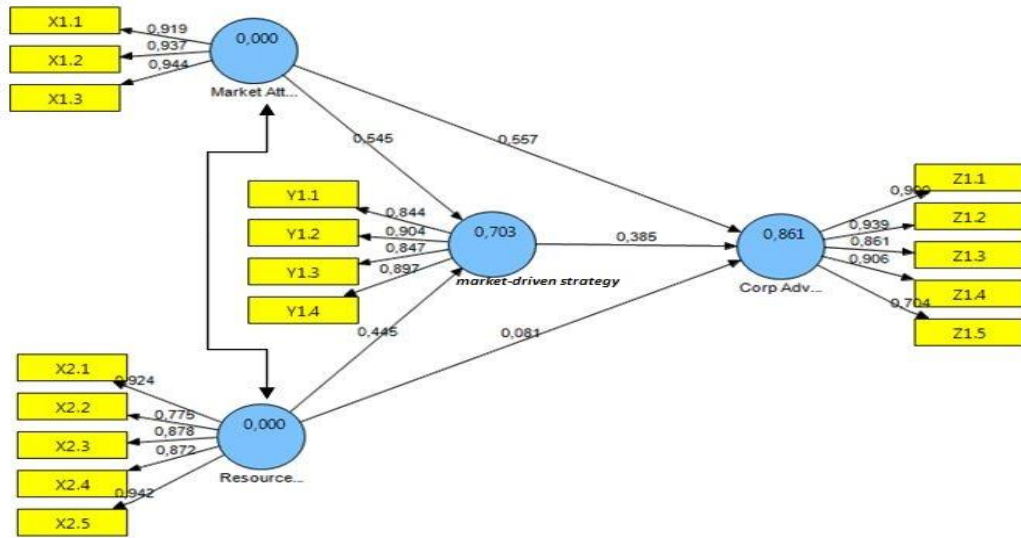 X1.1
X1.2
X1.3
0,919
0,937
0,944
0,000
Market Att...
0,545
0,557
Y1.1
Y1.2
Y1.3
Y1.4
0,844
0,904
0,847
0,897
0,703
market-driven strategy
0,385
0,861
Corp Adv...
Z1.1
Z1.2
Z1.3
Z1.4
Z1.5
0,939
0,861
0,906
0,704
0,445
0,081
X2.1
X2.2
X2.3
X2.4
X2.5
0,924
0,775
0,878
0,872
0,942
0,000
Resource...